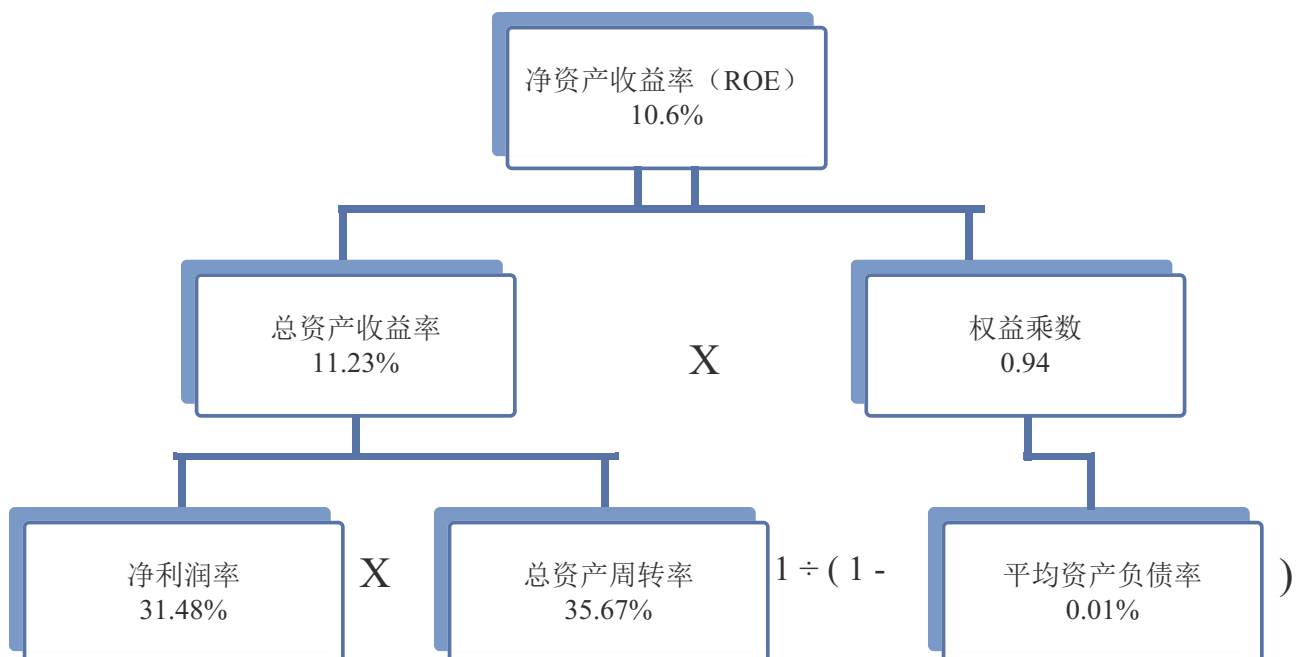 净资产收益率（ROE）
10.6%
总资产收益率
11.23%
X
权益乘数
0.94
净利润率
31.48%
X
总资产周转率
35.67%
1 ÷ ( 1 -
平均资产负债率
0.01%
)